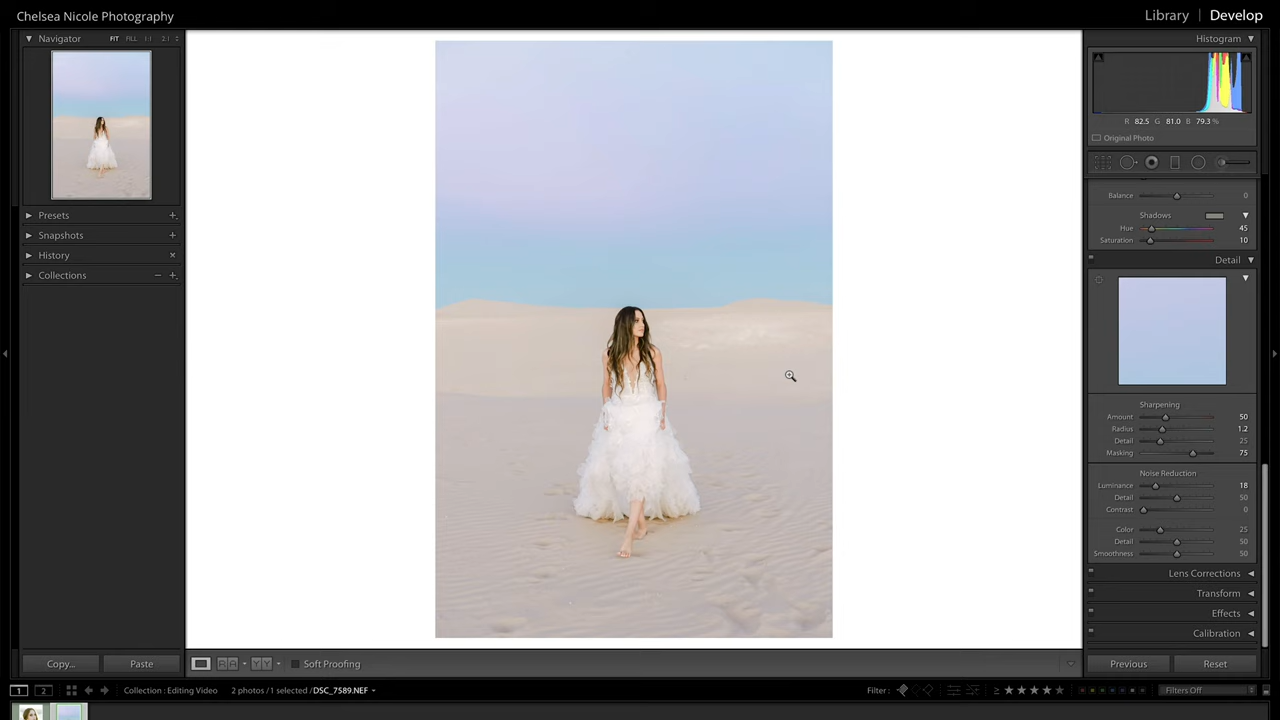 Chelsea Nicole Photography
Library | Develop
Navigator FIT FILL 1:1 2:1
Presets
Snapshots
History
Collections
Copy... Paste
Histogram
R 82.5 G 81.0 B 79.3 %
Original Photo
Balance 0
Shadows
Hue 45
Saturation 10
Detail
Sharpening
Amount 50
Radius 1.2
Detail 25
Masking 75
Noise Reduction
Luminance 18
Detail 50
Contrast 0
Color 25
Detail 50
Smoothness 50
Lens Corrections
Transform
Effects
Calibration
Previous Reset
RA YY Soft Proofing
1 2 Collection : Editing Video 2 photos / 1 selected / DSC_7589.NEF Filter : ≥ ★★★★★ Filters Off